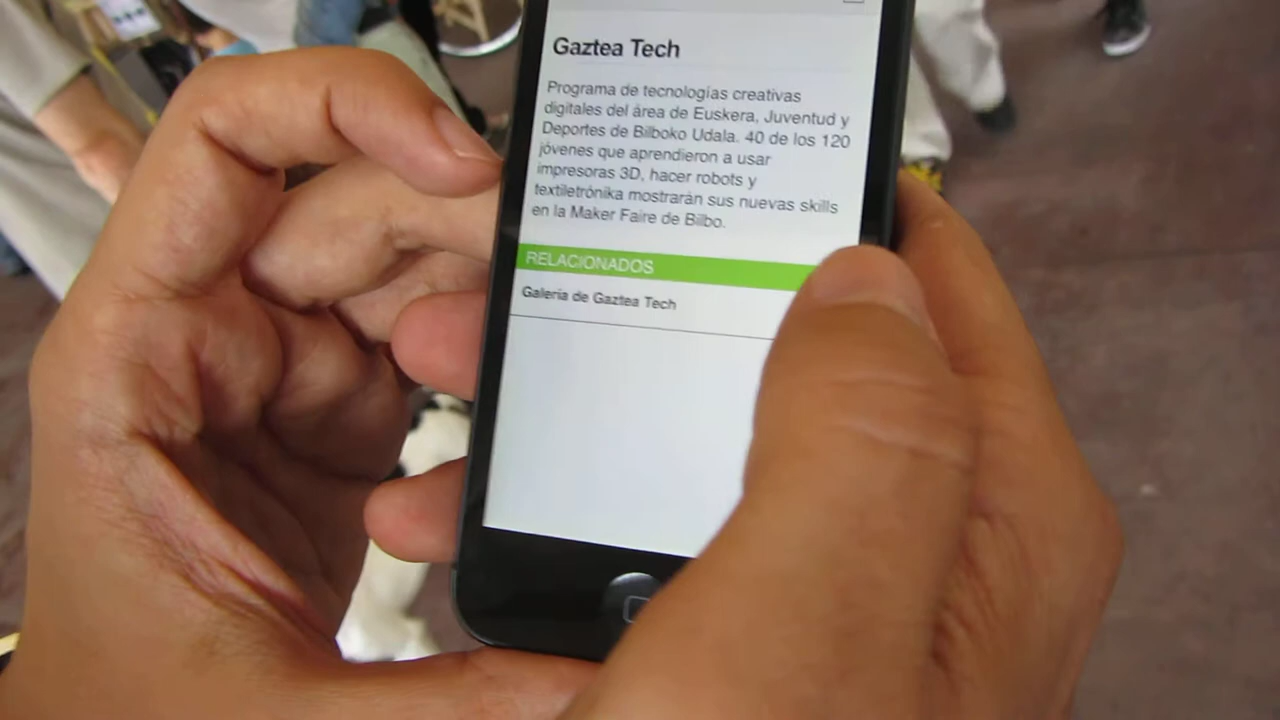 Gaztea Tech
Programa de tecnologías creativas
digitales del área de Euskera, Juventud y
Deportes de Bilboko Udala. 40 de los 120
jóvenes que aprendieron a usar
impresoras 3D, hacer robots y
textiletrónika mostrarán sus nuevas skills
en la Maker Faire de Bilbo.
RELACIONADOS
Galería de Gaztea Tech